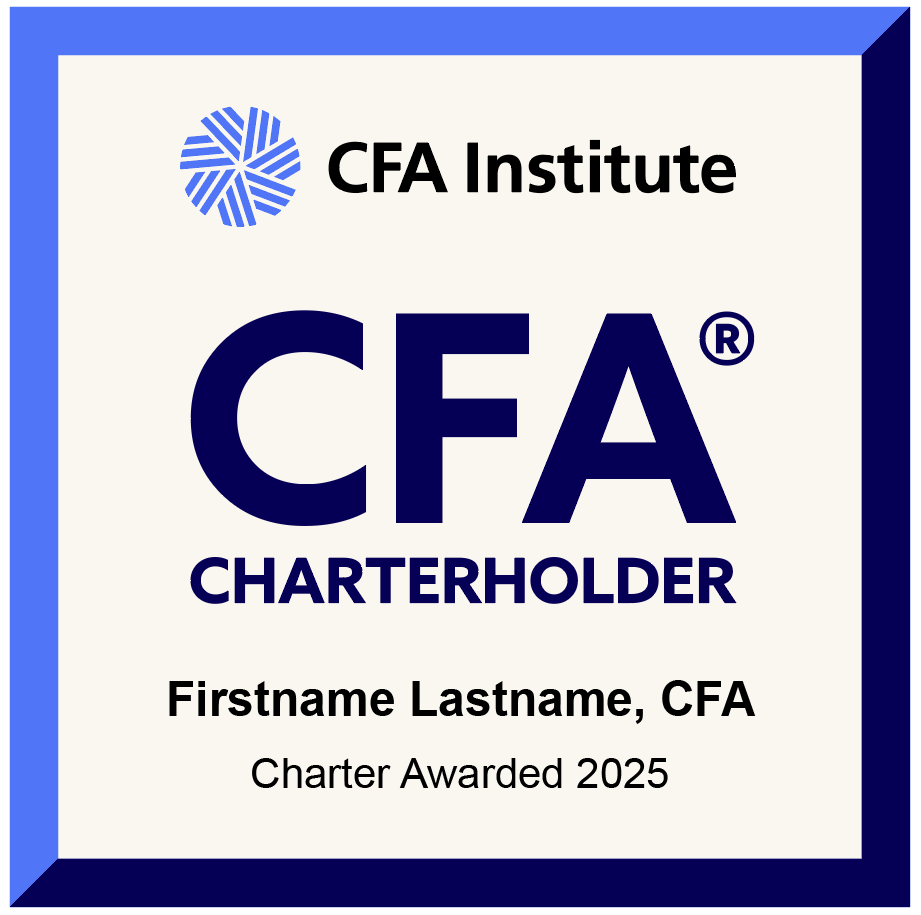 CFA Institute
CFA®
CHARTERHOLDER
Firstname Lastname, CFA
Charter Awarded 2025